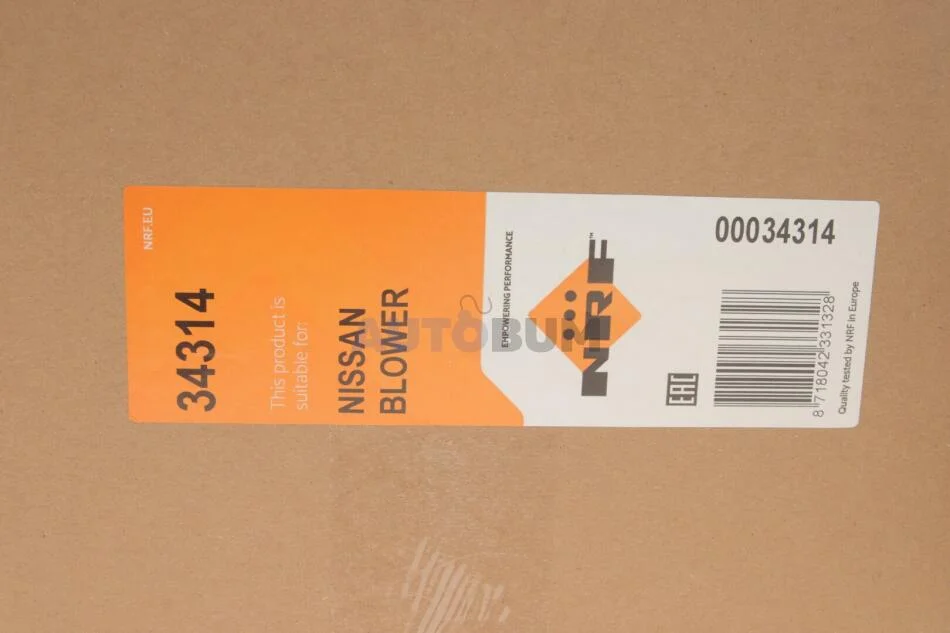 NRF.EU
34314
This product is
suitable for:
NISSAN
BLOWER
EMPOWERING PERFORMANCE
NRF™
EAC
00034314
8 718042 331328
Quality tested by NRF in Europe
AUTOBUM